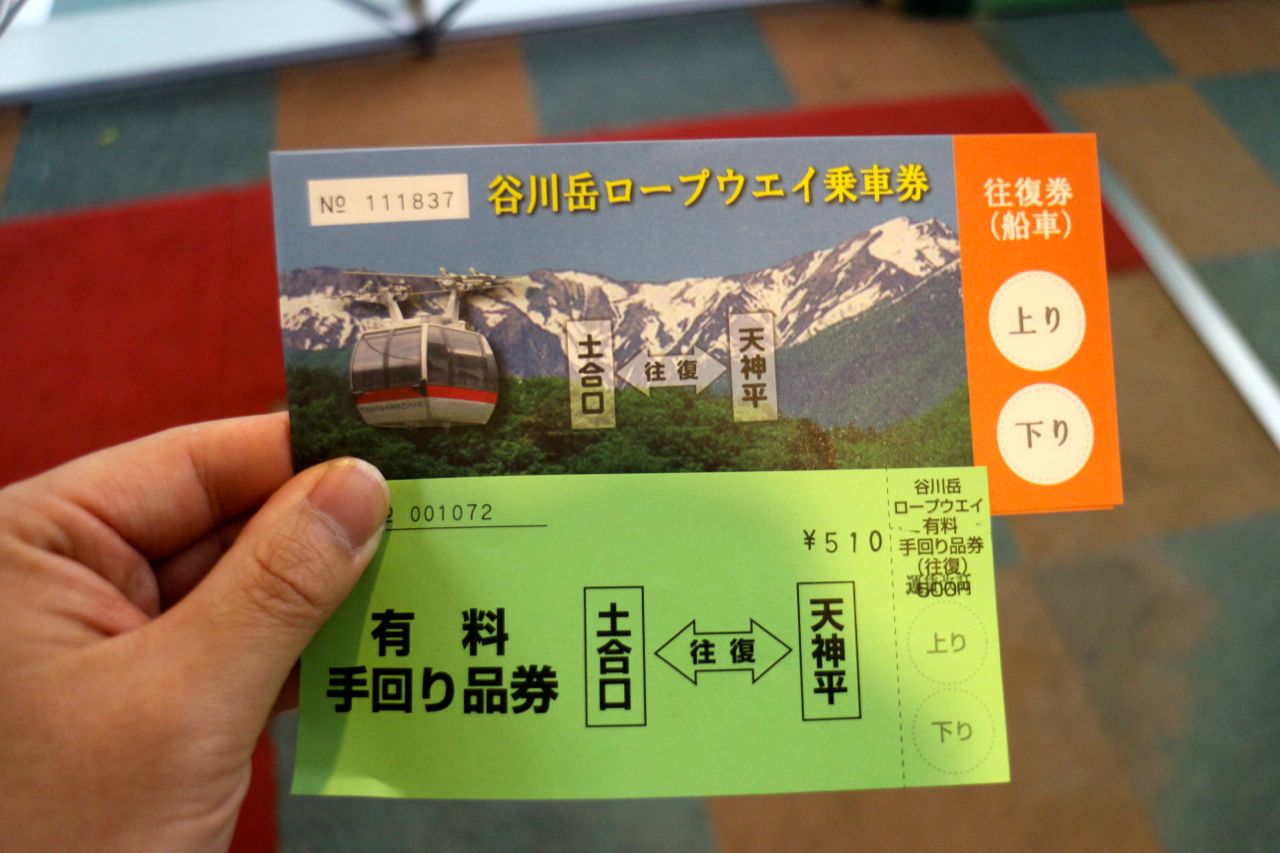 № 111837
谷川岳ロープウエイ乗車券
TANIGAWADAKE
土合口
往復
天神平
往復券
(船車)
上り
下り
001072
¥510
有料
手回り品券
土合口
往復
天神平
谷川岳
ロープウエイ
有料
手回り品券
(往復)
上り
下り